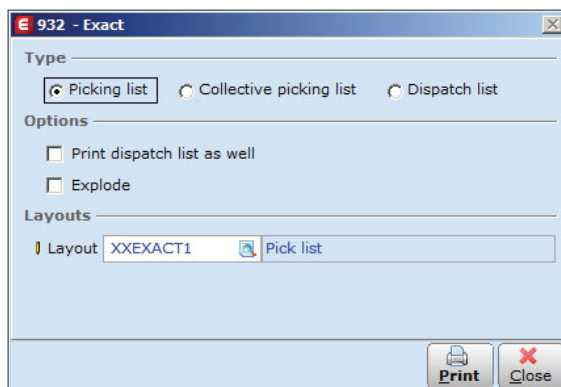 E 932 - Exact
Type
Picking list Collective picking list Dispatch list
Options
Print dispatch list as well
Explode
Layouts
Layout XXEXACT1 Pick list
Print Close